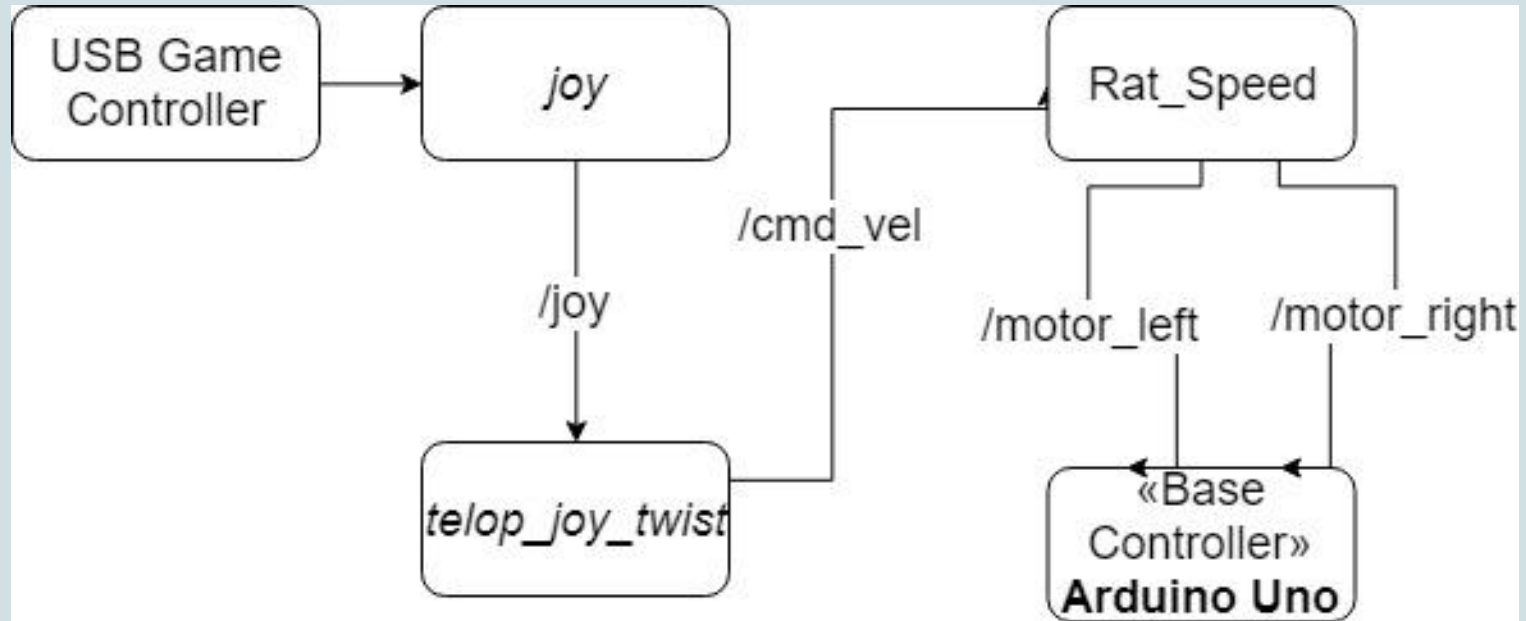 USB Game
Controller
joy
Rat_Speed
/cmd_vel
/joy
/motor_left
/motor_right
telop_joy_twist
«Base
Controller»
Arduino Uno